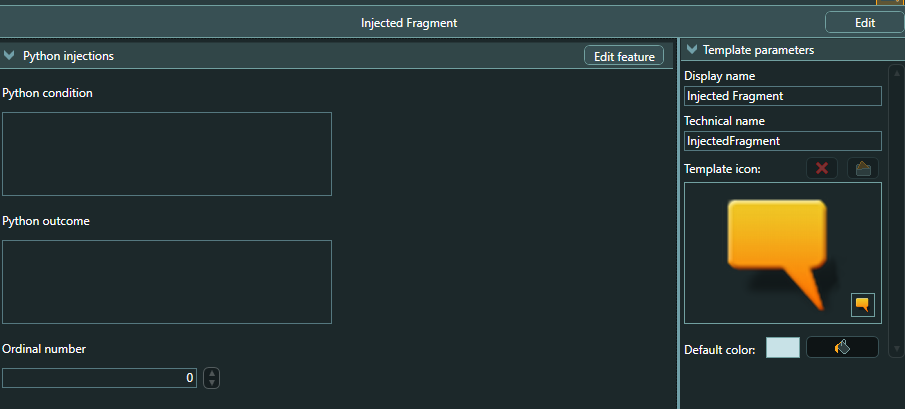 Injected Fragment
Edit
Python injections
Edit feature
Python condition
Python outcome
Ordinal number
0
Template parameters
Display name
Injected Fragment
Technical name
InjectedFragment
Template icon:
Default color: